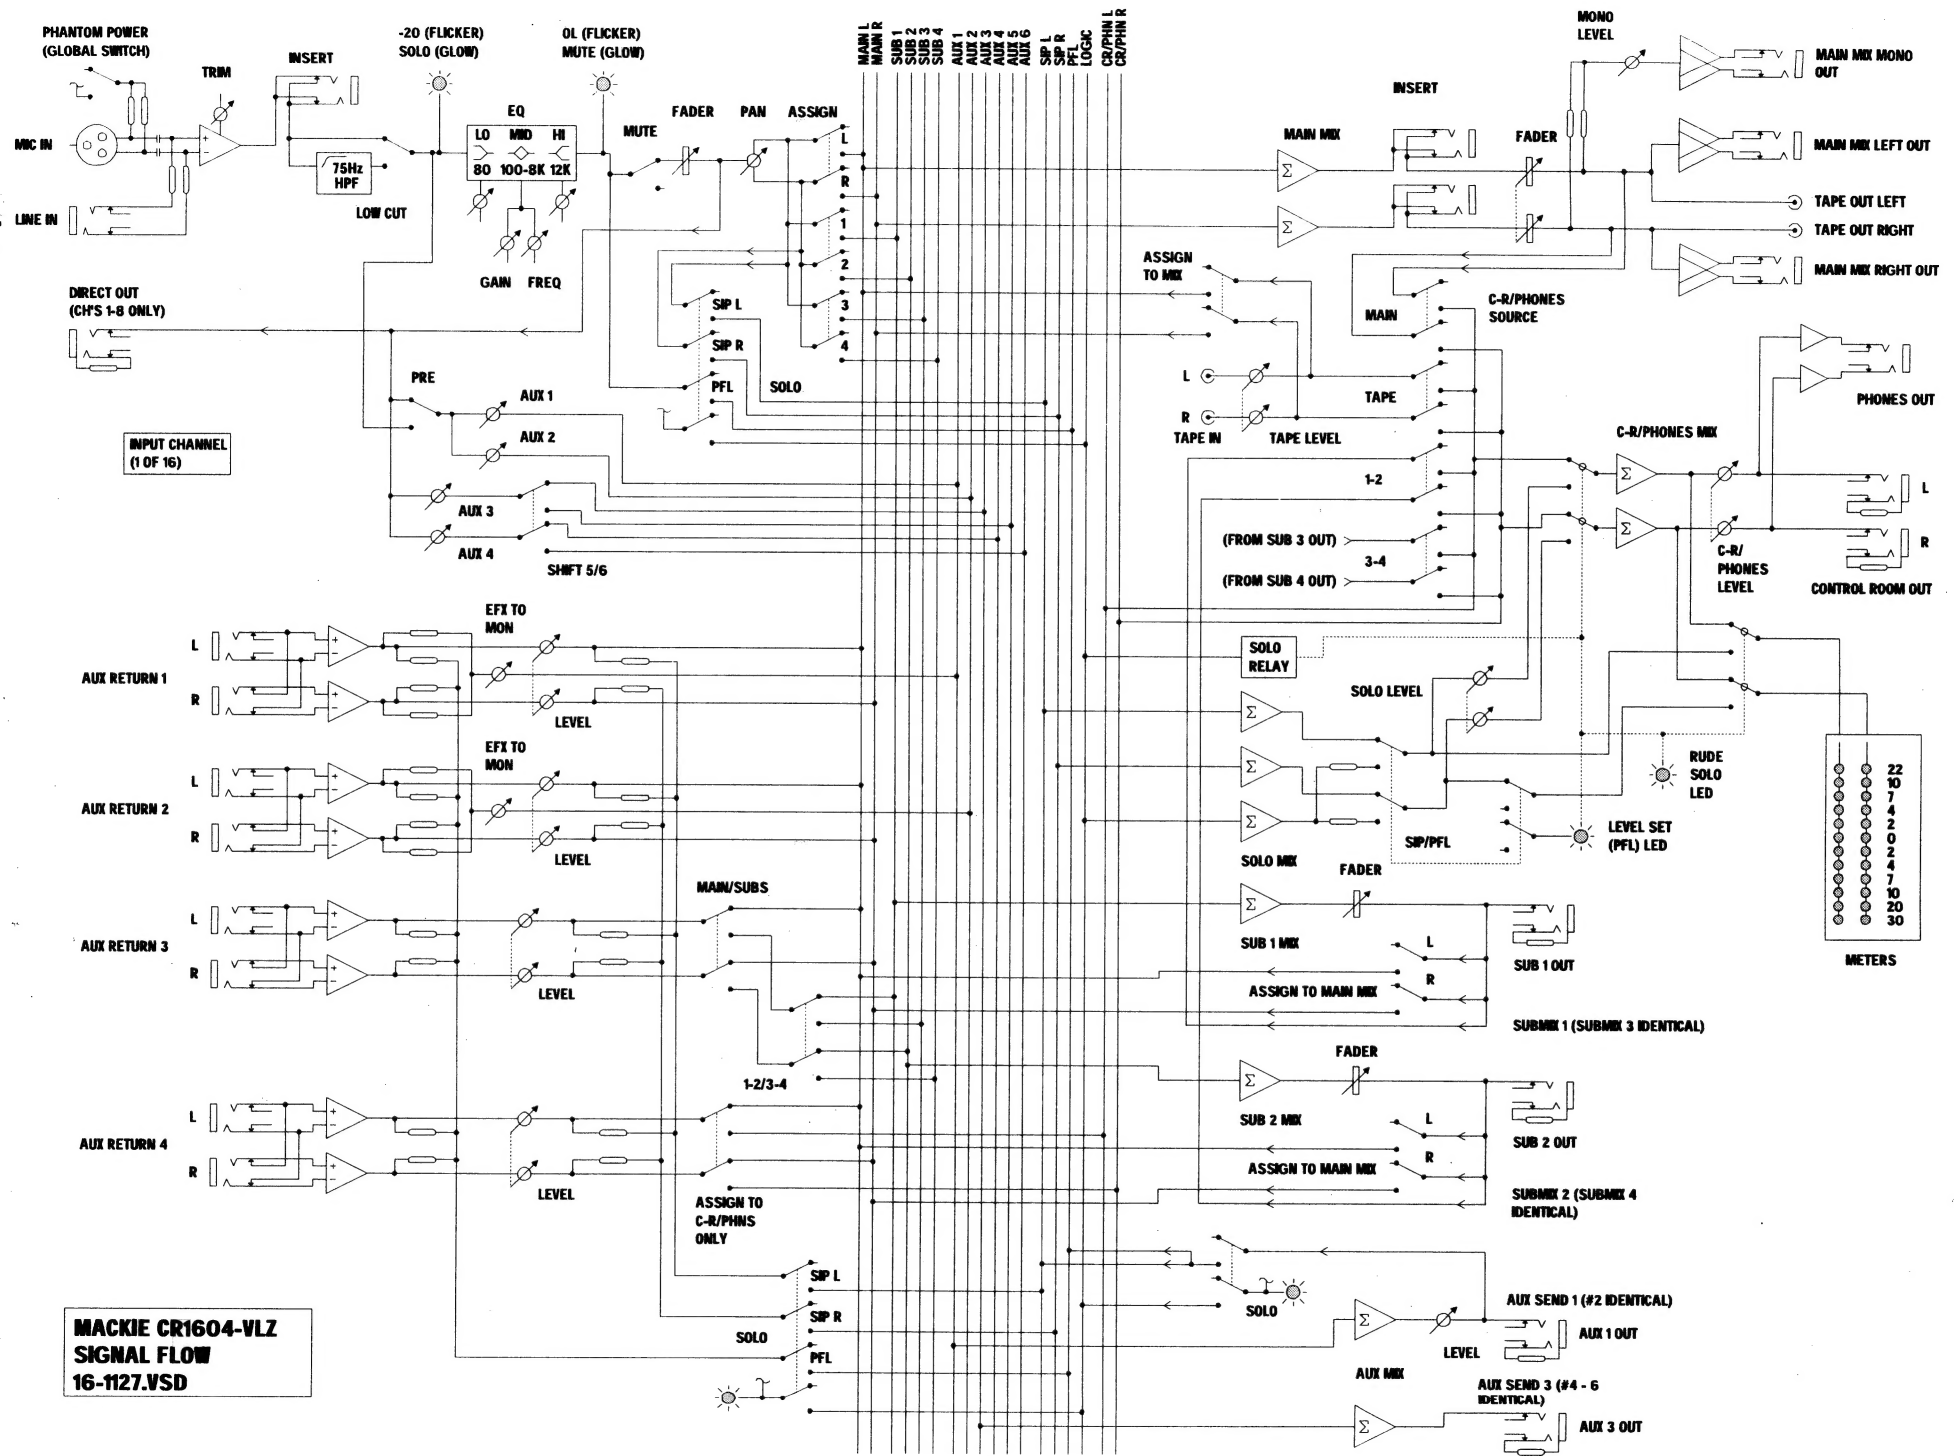 PHANTOM POWER
(GLOBAL SWITCH)
-20 (FLICKER)
SOLO (GLOW)
OL (FLICKER)
MUTE (GLOW)
TRIM
INSERT
MIC IN
LINE IN
75Hz
HPF
LOW CUT
EQ
LO MID HI
80 100-8K 12K
GAIN FREQ
MUTE
FADER
PAN
ASSIGN
L
R
1
2
3
4
DIRECT OUT
(CH'S 1-8 ONLY)
SIP L
SIP R
PFL
SOLO
PRE
AUX 1
AUX 2
AUX 3
AUX 4
SHIFT 5/6
INPUT CHANNEL
(1 OF 16)
MAIN L
MAIN R
SUB 1
SUB 2
SUB 3
SUB 4
AUX 1
AUX 2
AUX 3
AUX 4
AUX 5
AUX 6
SIP L
SIP R
PFL
LOGIC
CR/PHN L
CR/PHN R
MONO
LEVEL
MAIN MIX MONO
OUT
INSERT
MAIN MIX
FADER
MAIN MIX LEFT OUT
TAPE OUT LEFT
TAPE OUT RIGHT
MAIN MIX RIGHT OUT
ASSIGN
TO MIX
C-R/PHONES
SOURCE
MAIN
L
R
TAPE IN
TAPE LEVEL
TAPE
1-2
(FROM SUB 3 OUT)
3-4
(FROM SUB 4 OUT)
PHONES OUT
C-R/PHONES MIX
L
R
C-R/
PHONES
LEVEL
CONTROL ROOM OUT
SOLO
RELAY
SOLO LEVEL
SOLO MIX
SIP/PFL
RUDE
SOLO
LED
LEVEL SET
(PFL) LED
22
10
7
4
2
0
2
4
7
10
20
30
METERS
EFX TO
MON
L
AUX RETURN 1
R
LEVEL
EFX TO
MON
L
AUX RETURN 2
R
LEVEL
MAIN/SUBS
L
AUX RETURN 3
R
LEVEL
1-2/3-4
L
AUX RETURN 4
R
LEVEL
ASSIGN TO
C-R/PHNS
ONLY
SIP L
SIP R
SOLO
PFL
FADER
SUB 1 MIX
L
R
SUB 1 OUT
ASSIGN TO MAIN MIX
SUBMIX 1 (SUBMIX 3 IDENTICAL)
FADER
SUB 2 MIX
L
R
SUB 2 OUT
ASSIGN TO MAIN MIX
SUBMIX 2 (SUBMIX 4
IDENTICAL)
SOLO
AUX SEND 1 (#2 IDENTICAL)
AUX 1 OUT
LEVEL
AUX MIX
AUX SEND 3 (#4 - 6
IDENTICAL)
AUX 3 OUT
MACKIE CR1604-VLZ
SIGNAL FLOW
16-1127.VSD